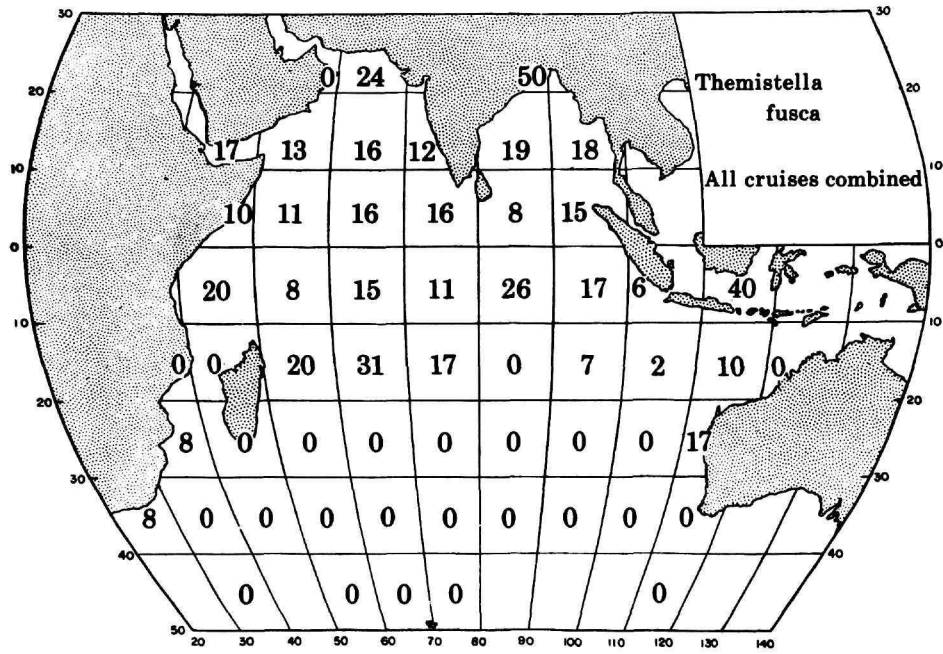 30 30
Themistella
fusca
All cruises combined
20 0 24 50 20
10 17 13 16 12 19 18 10
0 10 11 16 16 8 15 0
20 8 15 11 26 17 6 40
10 10
0 0 20 31 17 0 7 2 10 0
20 20
8 0 0 0 0 0 0 0 17
30 30
8 0 0 0 0 0 0 0 0 0
40 40
0 0 0 0 0
50 50
20 30 40 50 60 70 80 90 100 110 120 130 140